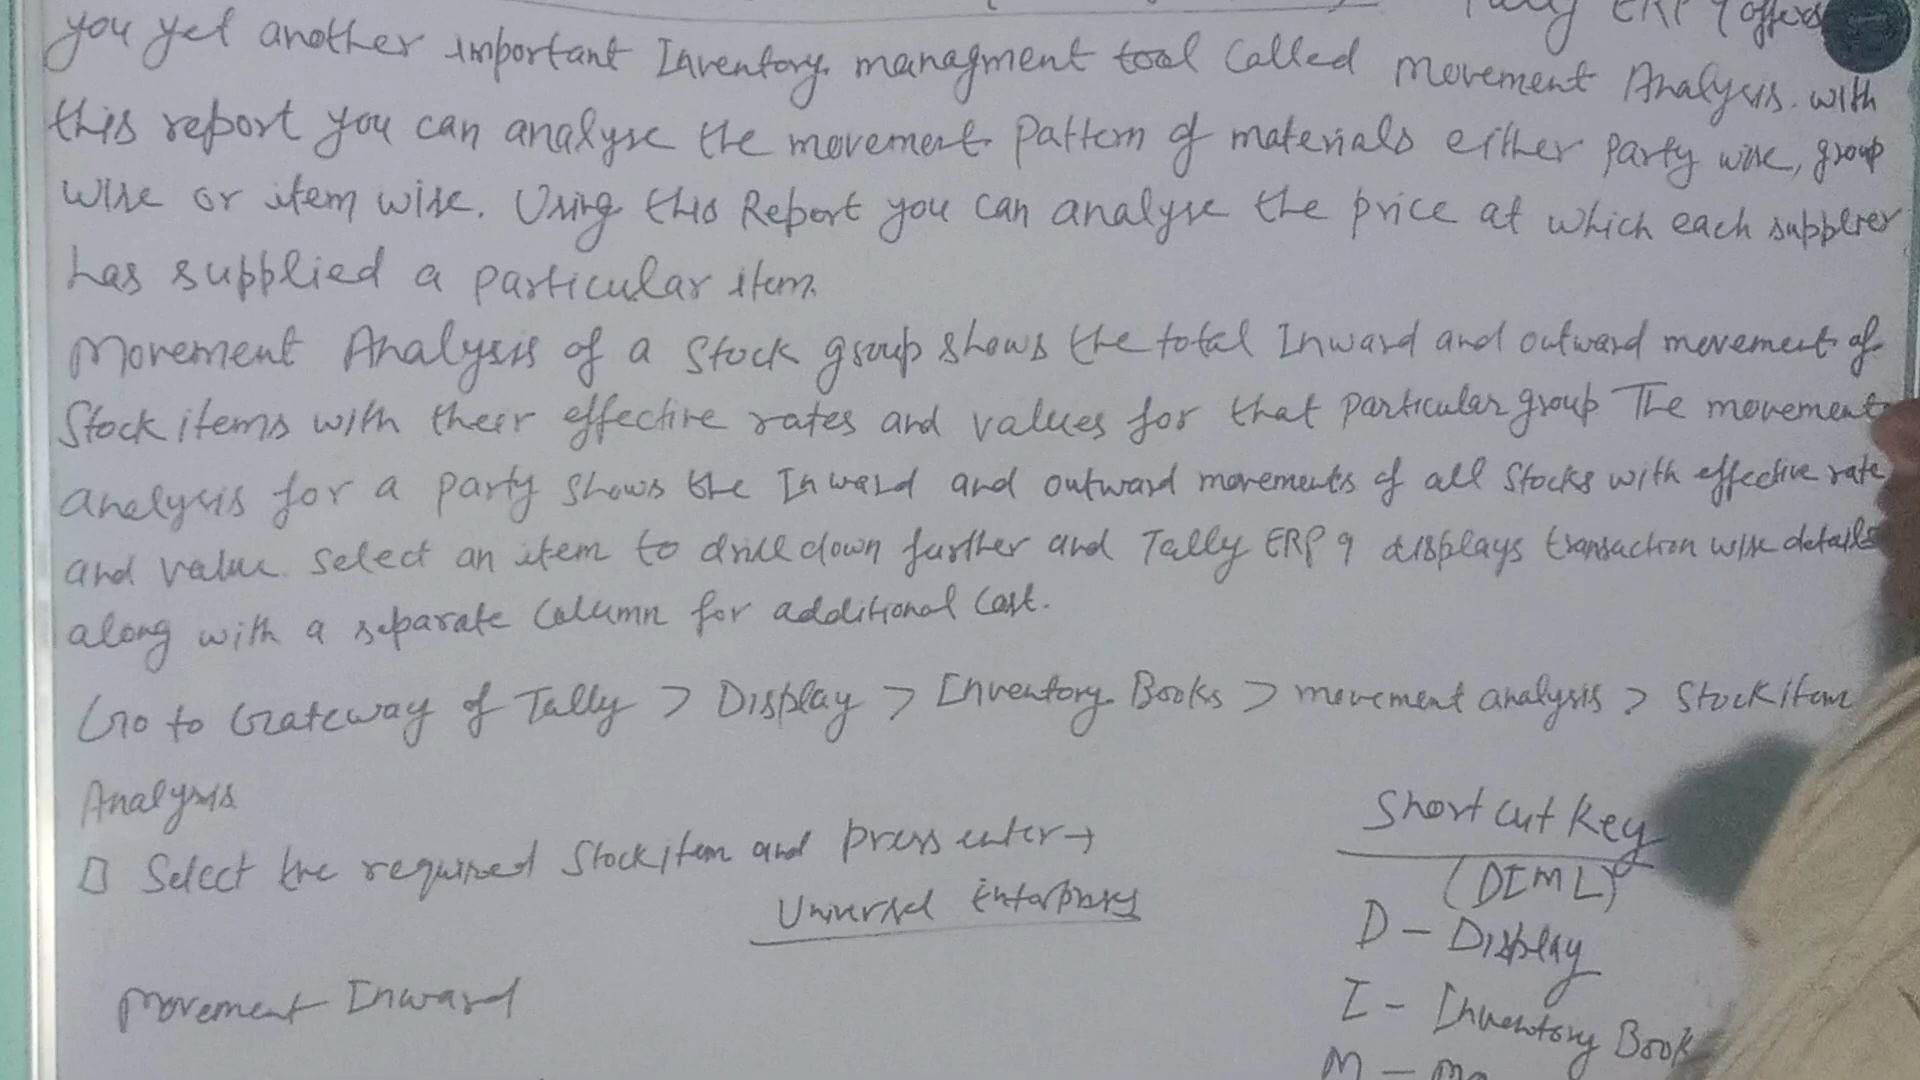 Tally ERP 9 offers
you yet another important Inventory managment tool called Movement Analysis. with
this report you can analyse the movement Pattern of materials either party wise, group
wise or item wise. Using this Report you can analyse the price at which each supplier
has supplied a particular item.
Movement Analysis of a Stock group shows the total Inward and outward movement of
Stock items with their effective rates and values for that particular group The movement
analysis for a party shows the Inward and outward movements of all Stocks with effective rate
and value. Select an item to drill down further and Tally ERP 9 displays transaction wise details
along with a separate Column for additional Cost.
Go to Gateway of Tally > Display > Inventory Books > movement analysis > Stock item
Analysis
Select the required Stock item and press enter →
Universal Enterprises
Movement Inward
Short cut key
(DIML)
D - Display
I - Inventory Book
M -